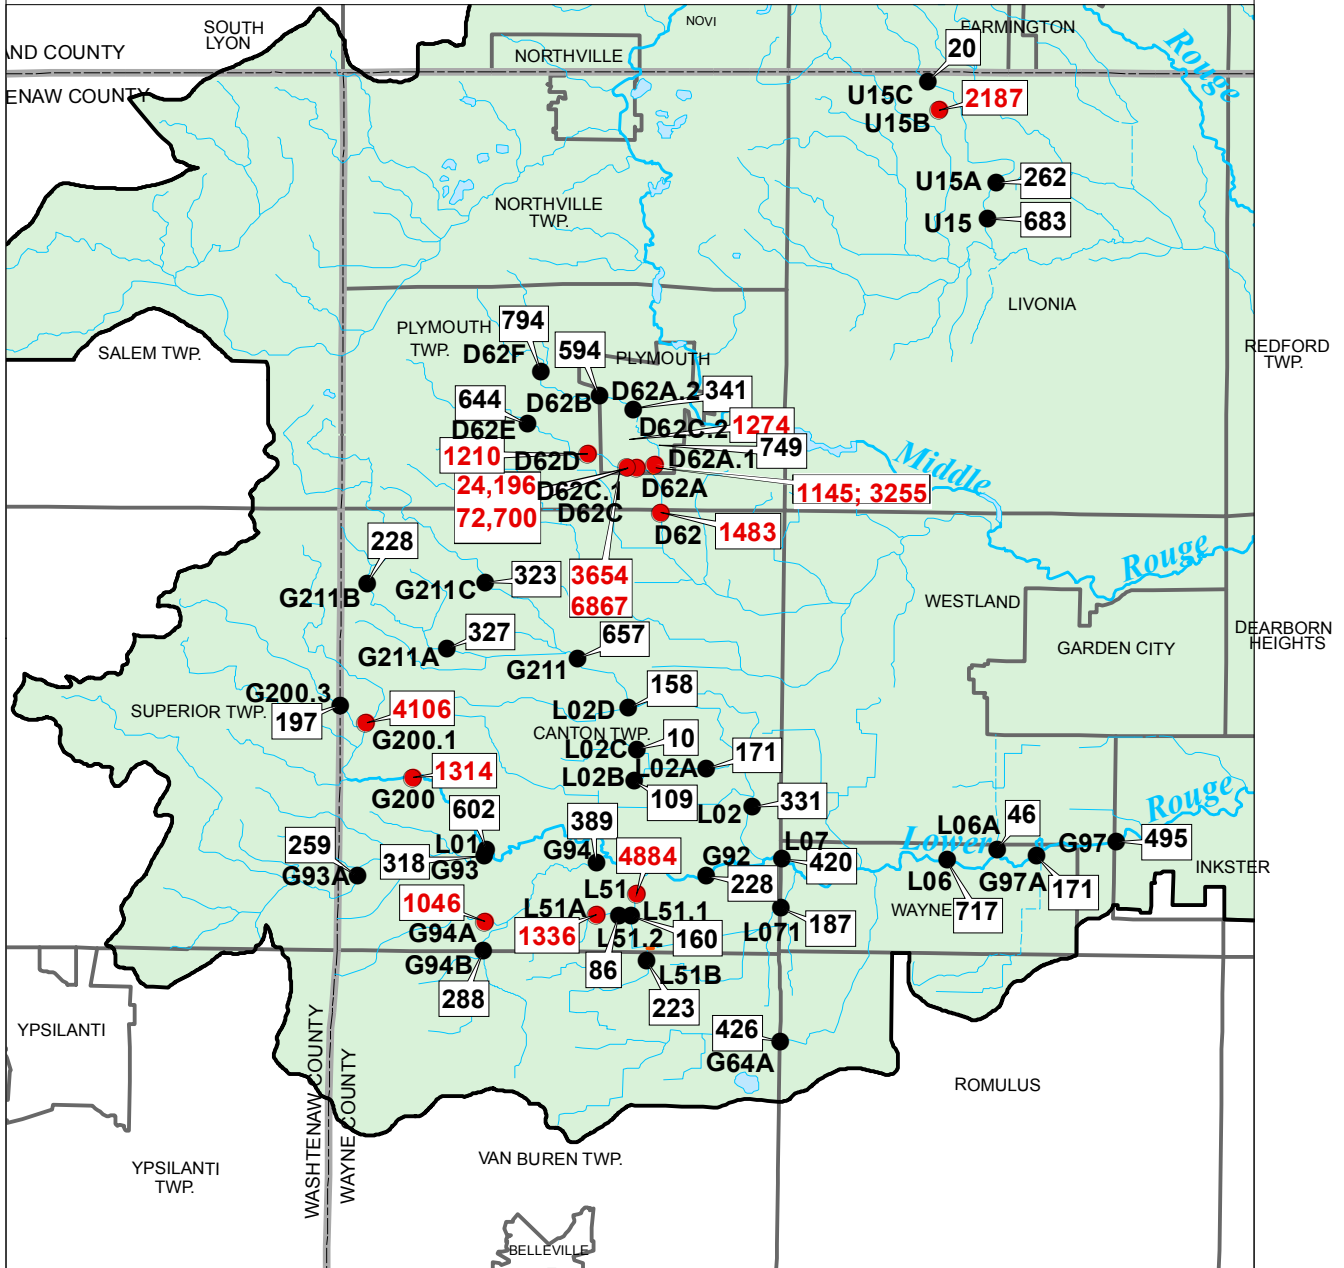 SOUTH
LYON
NOVI
FARMINGTON
AND COUNTY
NORTHVILLE
20
Rouge
ENAW COUNTY
U15C
2187
U15B
U15A
262
NORTHVILLE
TWP.
U15
683
LIVONIA
PLYMOUTH
TWP.
794
SALEM TWP.
D62F
594
PLYMOUTH
REDFORD
TWP.
644
D62B
D62A.2
341
D62E
D62C.2
1274
749
1210
D62D
D62A.1
Middle
24,196
72,700
D62C.1
D62A
1145; 3255
D62C
D62
1483
228
Rouge
G211B
G211C
323
3654
6867
WESTLAND
327
657
DEARBORN
HEIGHTS
G211A
G211
GARDEN CITY
G200.3
158
SUPERIOR TWP.
197
4106
L02D
G200.1
CANTON TWP.
L02C
10
171
L02A
1314
L02B
G200
109
Rouge
602
L02
331
46
389
L01
Lower
L06A
259
318
G94
4884
G92
L07
G97
495
G93
G93A
420
L06
G97A
INKSTER
228
171
1046
L51
WAYNE
717
L51A
L51.1
L071
187
G94A
1336
L51.2
160
G94B
86
L51B
288
223
YPSILANTI
426
G64A
WASHTENAW COUNTY
WAYNE COUNTY
ROMULUS
VAN BUREN TWP.
YPSILANTI
TWP.
BELLEVILLE